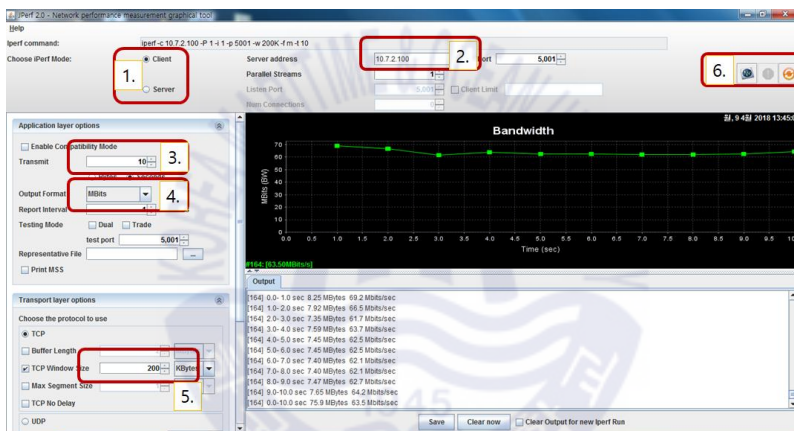 JPerf 2.0 - Network performance measurement graphical tool
Help
Iperf command: iperf -c 10.7.2.100 -P 1 -i 1 -p 5001 -w 200K -f m -t 10
Choose iPerf Mode: Client
Server
1.
Server address 10.7.2.100 2. ort 5,001
Parallel Streams 1
Listen Port 5,001 Client Limit
Num Connections 0
6.
Application layer options
Enable Compatibility Mode
Transmit 10 3.
Output Format MBits 4.
Report Interval 1
Testing Mode Dual Trade
test port 5,001
Representative File ...
Print MSS
Transport layer options
Choose the protocol to use
TCP
Buffer Length
TCP Window Size 200 KBytes
Max Segment Size
5.
TCP No Delay
UDP
월, 9 4월 2018 13:45:0
Bandwidth
MBits (BW)
70
60
50
40
30
20
10
0
0.0 0.5 1.0 1.5 2.0 2.5 3.0 3.5 4.0 4.5 5.0 5.5 6.0 6.5 7.0 7.5 8.0 8.5 9.0 9.5 10
Time (sec)
#164: [63.50MBits/s]
Output
[164] 0.0- 1.0 sec 8.25 MBytes 69.2 Mbits/sec
[164] 1.0- 2.0 sec 7.92 MBytes 66.5 Mbits/sec
[164] 2.0- 3.0 sec 7.35 MBytes 61.7 Mbits/sec
[164] 3.0- 4.0 sec 7.59 MBytes 63.7 Mbits/sec
[164] 4.0- 5.0 sec 7.45 MBytes 62.5 Mbits/sec
[164] 5.0- 6.0 sec 7.45 MBytes 62.5 Mbits/sec
[164] 6.0- 7.0 sec 7.40 MBytes 62.1 Mbits/sec
[164] 7.0- 8.0 sec 7.40 MBytes 62.1 Mbits/sec
[164] 8.0- 9.0 sec 7.47 MBytes 62.7 Mbits/sec
[164] 9.0-10.0 sec 7.65 MBytes 64.2 Mbits/sec
[164] 0.0-10.0 sec 75.9 MBytes 63.5 Mbits/sec
Save Clear now Clear Output for new Iperf Run
1945